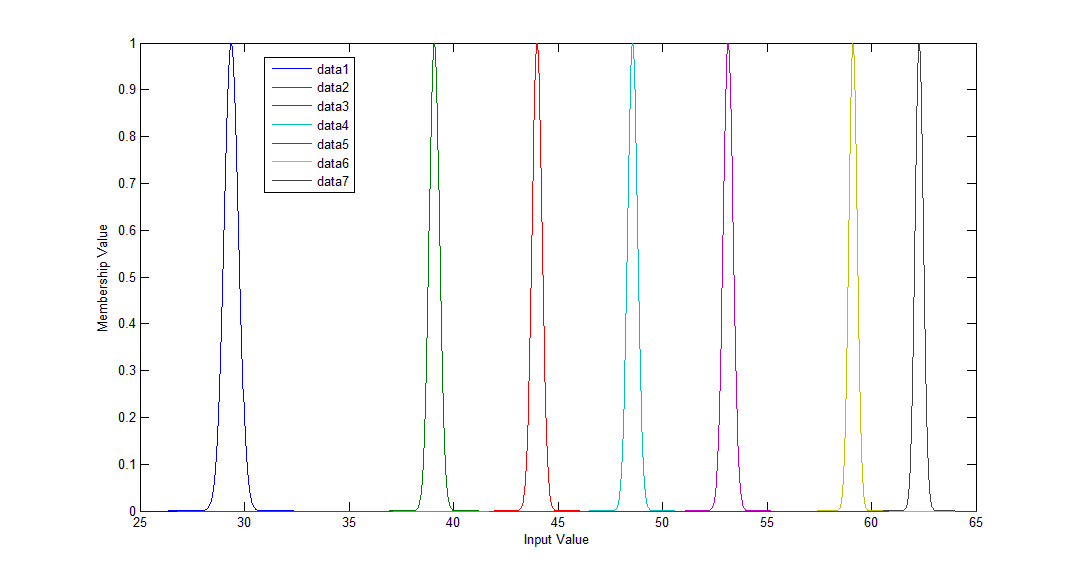 1
0.9
0.8
0.7
0.6
0.5
0.4
0.3
0.2
0.1
0
Membership Value
data1
data2
data3
data4
data5
data6
data7
25 30 35 40 45 50 55 60 65
Input Value